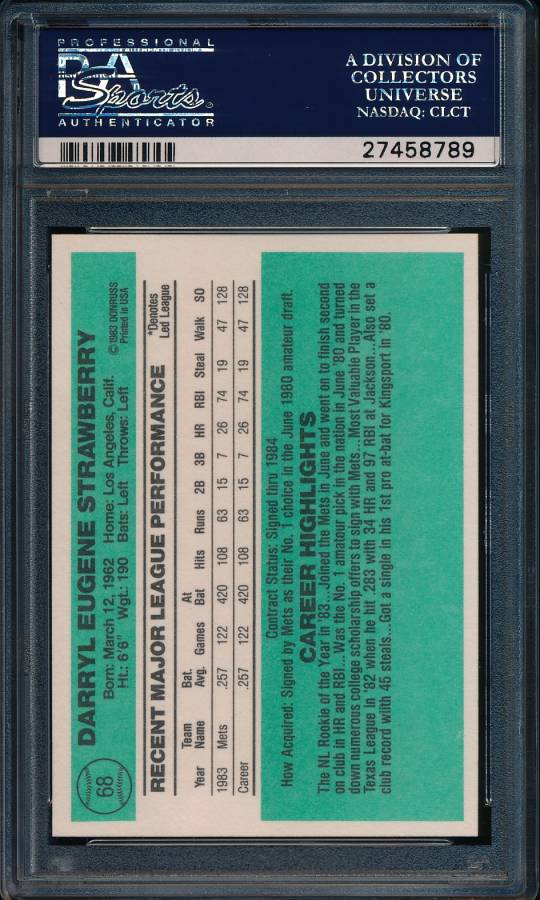 PROFESSIONAL
PSA
Sports
AUTHENTICATOR
A DIVISION OF
COLLECTORS
UNIVERSE
NASDAQ: CLCT
27458789
68
DARRYL EUGENE STRAWBERRY
Born: March 12, 1962 Home: Los Angeles, Calif.
Ht.: 6'6" Wgt.: 190 Bats: Left Throws: Left
©1983 DONRUSS
Printed in USA
RECENT MAJOR LEAGUE PERFORMANCE
*Denotes
Led League
Team Bat. At
Year Name Avg. Games Bat Hits Runs 2B 3B HR RBI Steal Walk SO
1983 Mets .257 122 420 108 63 15 7 26 74 19 47 128
Career .257 122 420 108 63 15 7 26 74 19 47 128
Contract Status: Signed thru 1984
How Acquired: Signed by Mets as their No. 1 choice in the June 1980 amateur draft.
CAREER HIGHLIGHTS
The NL Rookie of the Year in '83...Joined the Mets in June and went on to finish second
on club in HR and RBI...Was the No. 1 amateur pick in the nation in June '80 and turned
down numerous college scholarship offers to sign with Mets...Most Valuable Player in the
Texas League in '82 when he hit .283 with 34 HR and 97 RBI at Jackson...Also set a
club record wilth 45 steals...Got a single in his 1st pro at-bat for Kingsport in '80.